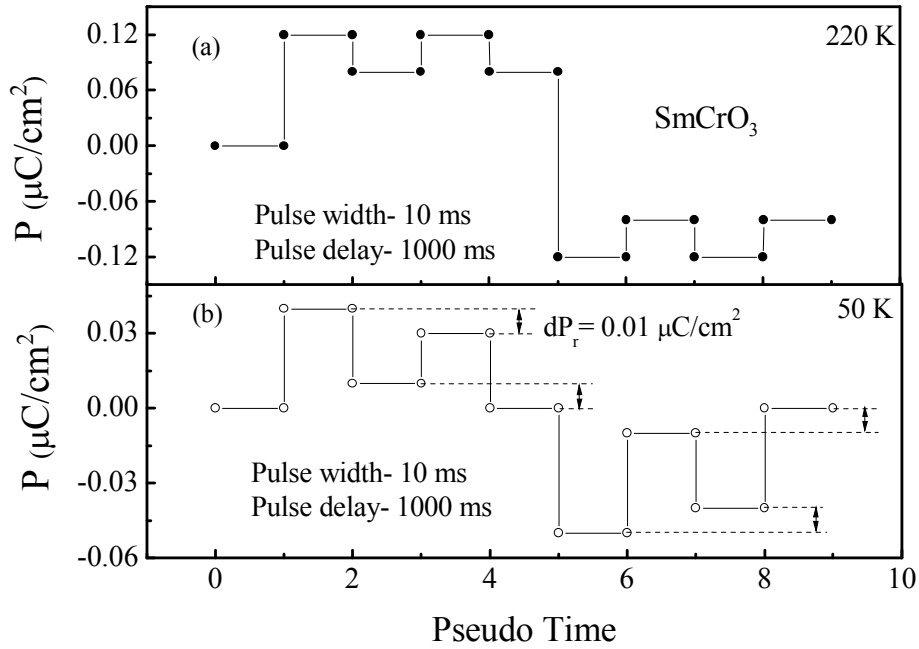 (a)
220 K
0.12
0.06
0.00
-0.06
-0.12
P (μC/cm²)
SmCrO₃
Pulse width- 10 ms
Pulse delay- 1000 ms
(b)
50 K
0.03
0.00
-0.03
-0.06
P (μC/cm²)
dPᵣ= 0.01 μC/cm²
Pulse width- 10 ms
Pulse delay- 1000 ms
0 2 4 6 8 10
Pseudo Time